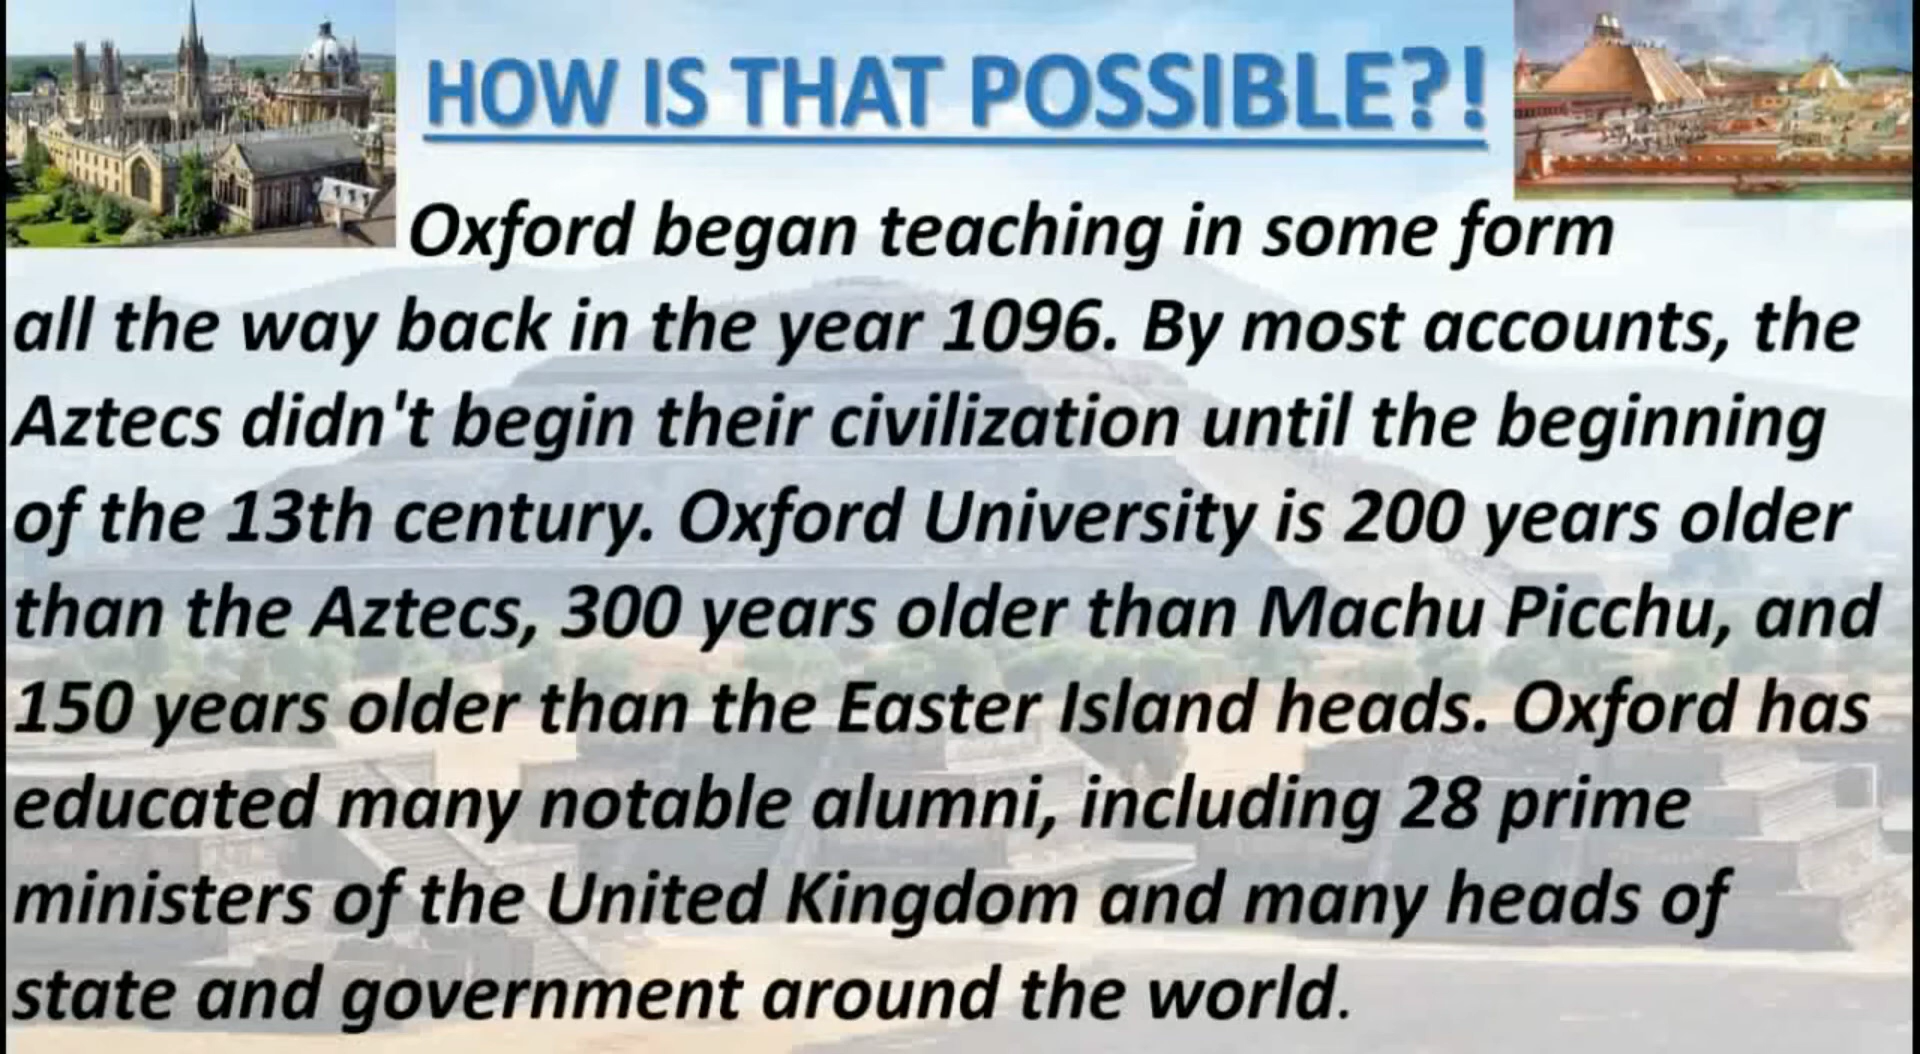 HOW IS THAT POSSIBLE?!
Oxford began teaching in some form
all the way back in the year 1096. By most accounts, the
Aztecs didn't begin their civilization until the beginning
of the 13th century. Oxford University is 200 years older
than the Aztecs, 300 years older than Machu Picchu, and
150 years older than the Easter Island heads. Oxford has
educated many notable alumni, including 28 prime
ministers of the United Kingdom and many heads of
state and government around the world.